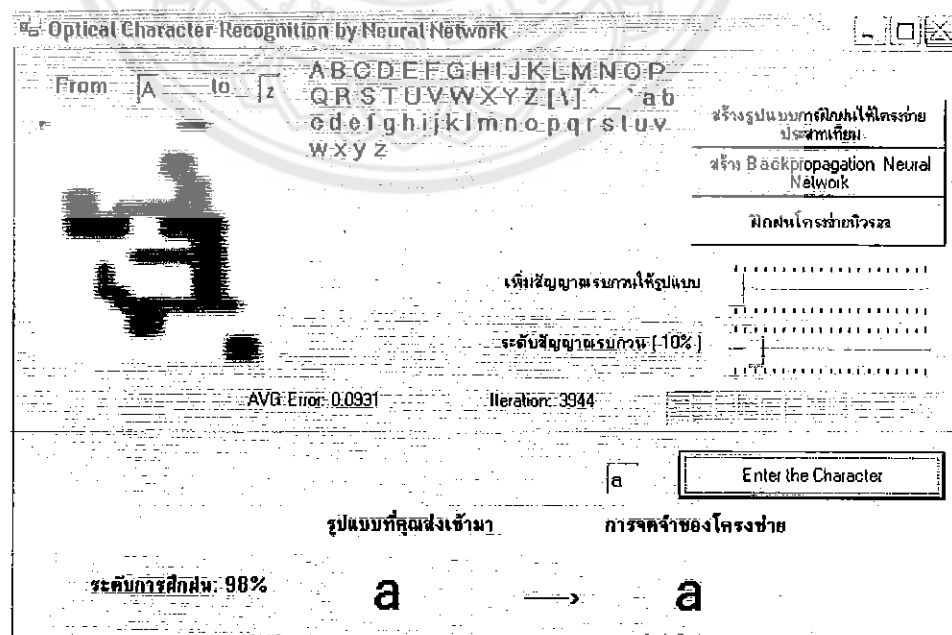 Optical Character Recognition by Neural Network
From A to z
A B C D E F G H I J K L M N O P
Q R S T U V W X Y Z [ \ ] ^ _ ` a b
c d e f g h i j k l m n o p q r s t u v
w x y z
สร้างรูปแบบการฝึกฝนให้โครงข่าย
ประสาทเทียม
สร้าง Backpropagation Neural
Network
ฝึกฝนโครงข่ายนิวรอล
เพิ่มสัญญาณรบกวนให้รูปแบบ
ระดับสัญญาณรบกวน ( 10% )
AVG Error: 0.0931 Iteration: 3944
a Enter the Character
รูปแบบที่คุณส่งเข้ามา การจดจำของโครงข่าย
ระดับการฝึกฝน: 98% a → a